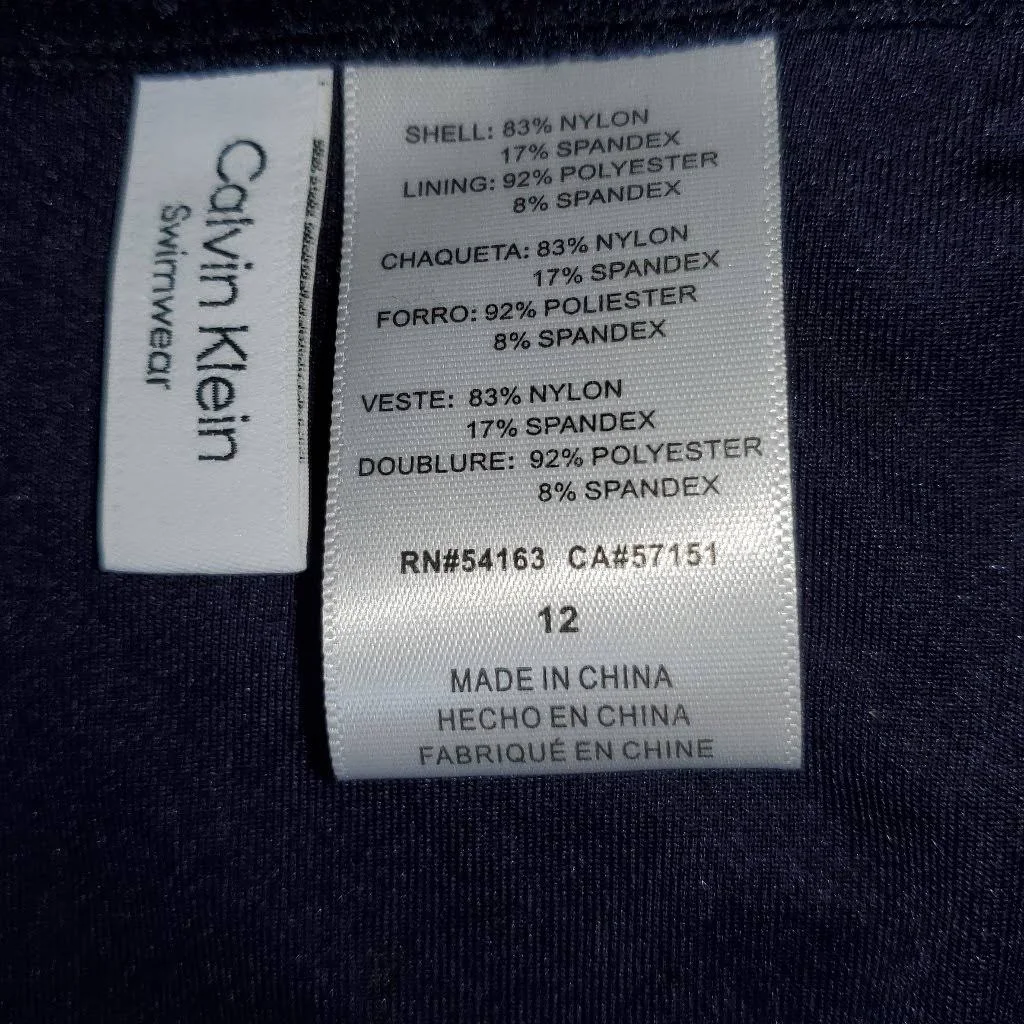 Calvin Klein
Swimwear
SHELL: 83% NYLON
17% SPANDEX
LINING: 92% POLYESTER
8% SPANDEX
CHAQUETA: 83% NYLON
17% SPANDEX
FORRO: 92% POLIESTER
8% SPANDEX
VESTE: 83% NYLON
17% SPANDEX
DOUBLURE: 92% POLYESTER
8% SPANDEX
RN#54163 CA#57151
12
MADE IN CHINA
HECHO EN CHINA
FABRIQUÉ EN CHINE